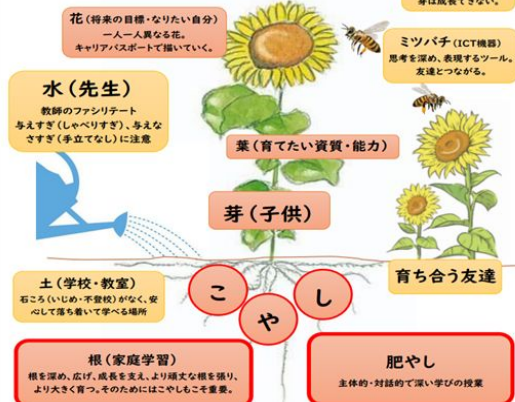 芽は成長できない。
花(将来の目標・なりたい自分)
一人一人異なる花。
キャリアパスポートで描いていく。
ミツバチ(ICT機器)
思考を深め、表現するツール。
友達とつながる。
水(先生)
教師のファシリテート
与えすぎ(しゃべりすぎ)、与えな
さすぎ(手立てなし)に注意
葉(育てたい資質・能力)
芽(子供)
土(学校・教室)
石ころ(いじめ・不登校)がなく、安
心して落ち着いて学べる場所
育ち合う友達
こやし
根(家庭学習)
根を深め、広げ、成長を支え、より頑丈な根を張り、
より大きく育つ。そのためにはこやしもこそ重要。
肥やし
主体的・対話的で深い学びの授業